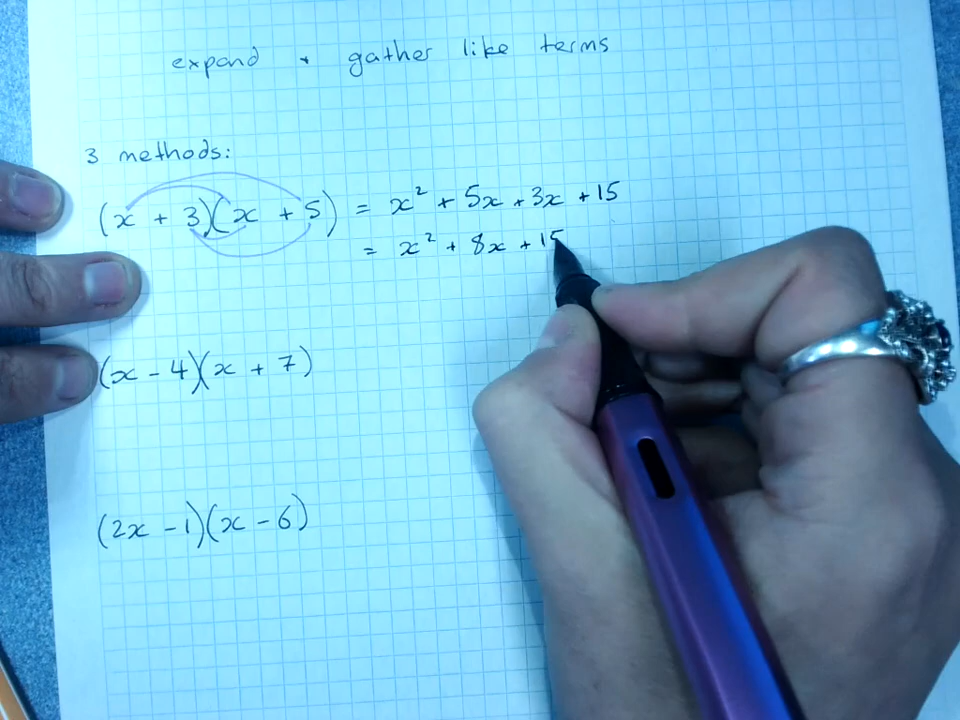 expand + gather like terms
3 methods:
(x + 3)(x + 5) = x² + 5x + 3x + 15
= x² + 8x + 15
(x - 4)(x + 7)
(2x - 1)(x - 6)